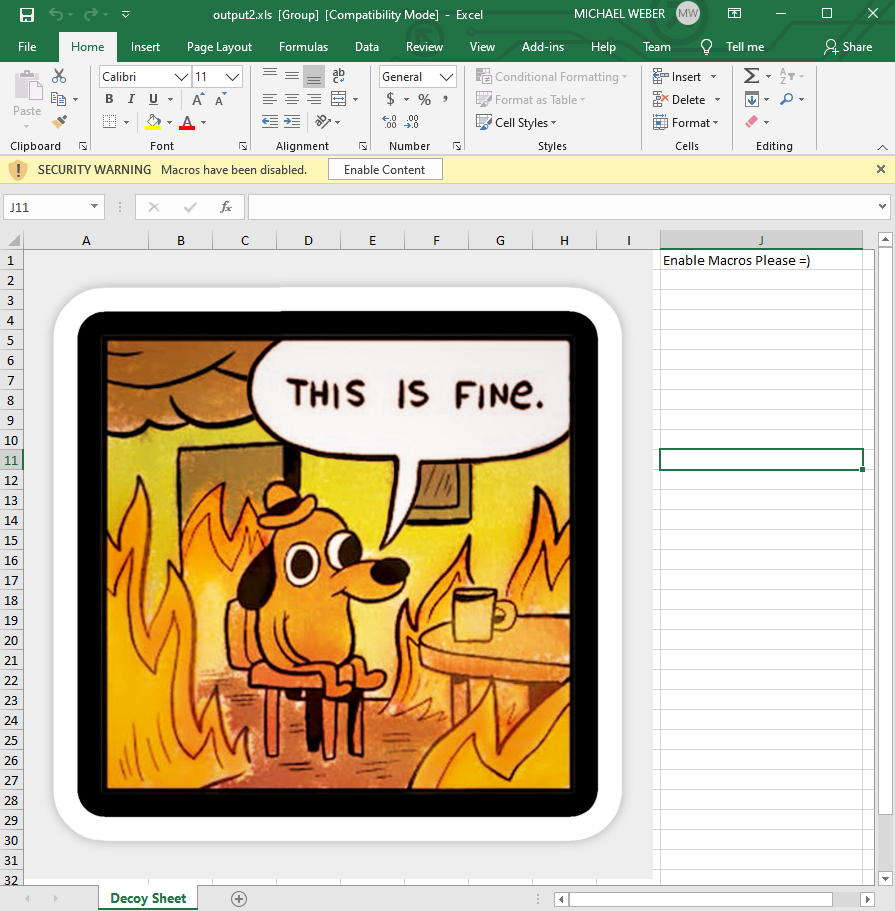 output2.xls [Group] [Compatibility Mode] - Excel
MICHAEL WEBER MW
File Home Insert Page Layout Formulas Data Review View Add-ins Help Team Tell me Share
Paste
Clipboard
Calibri 11
B I U A A
A
Font
ab
c
Alignment
General
$ % ,
.00 .0
Number
Conditional Formatting
Format as Table
Cell Styles
Styles
Insert
Delete
Format
Cells
Σ A
Z
Editing
! SECURITY WARNING Macros have been disabled. Enable Content
J11 fx
A B C D E F G H I J
1 Enable Macros Please =)
2
3
4
5
6
7
8
9
10
11
12
13
14
15
16
17
18
19
20
21
22
23
24
25
26
27
28
29
30
31
32
THIS IS FINE.
Decoy Sheet